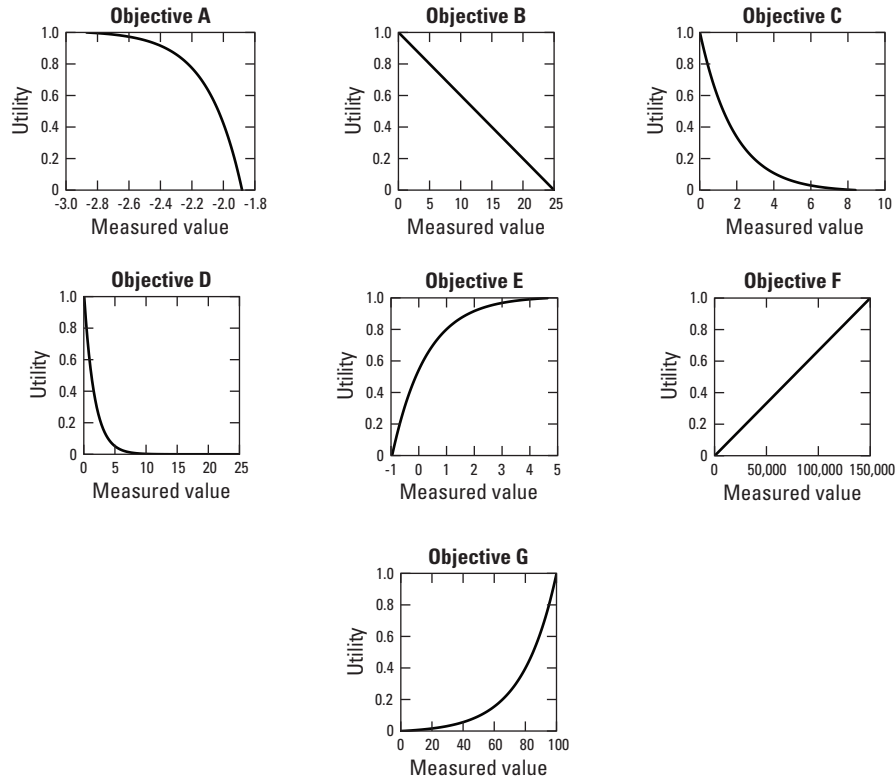 Objective A
Objective B
Objective C
1.0
0.8
0.6
0.4
0.2
0
Utility
-3.0 -2.8 -2.6 -2.4 -2.2 -2.0 -1.8
Measured value
1.0
0.8
0.6
0.4
0.2
0
Utility
0 5 10 15 20 25
Measured value
1.0
0.8
0.6
0.4
0.2
0
Utility
0 2 4 6 8 10
Measured value
Objective D
Objective E
Objective F
1.0
0.8
0.6
0.4
0.2
0
Utility
0 5 10 15 20 25
Measured value
1.0
0.8
0.6
0.4
0.2
0
Utility
-1 0 1 2 3 4 5
Measured value
1.0
0.8
0.6
0.4
0.2
0
Utility
0 50,000 100,000 150,000
Measured value
Objective G
1.0
0.8
0.6
0.4
0.2
0
Utility
0 20 40 60 80 100
Measured value